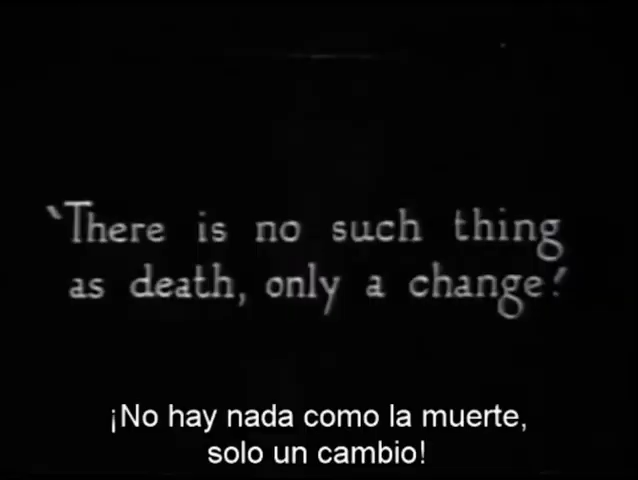 'There is no such thing
as death, only a change!
¡No hay nada como la muerte,
solo un cambio!